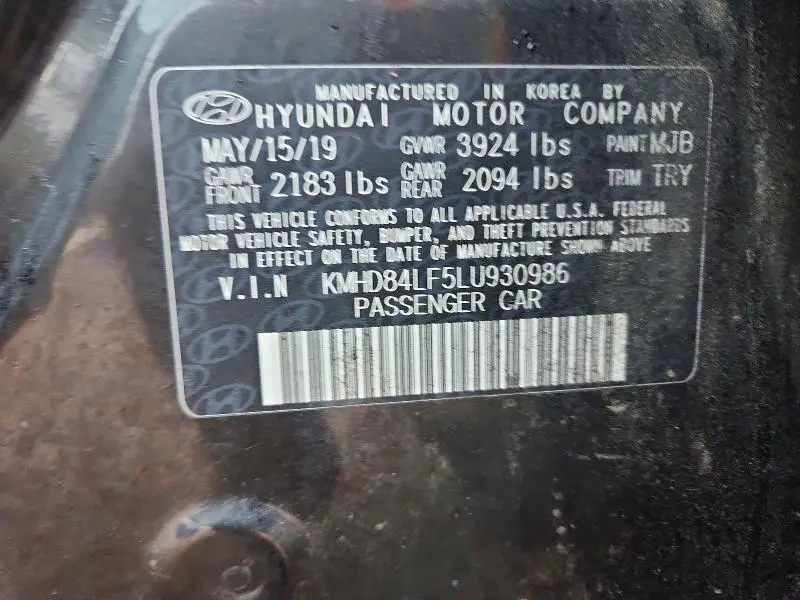 MANUFACTURED IN KOREA BY
HYUNDAI MOTOR COMPANY
MAY/15/19 GVWR 3924 lbs PAINT MJB
GAWR FRONT 2183 lbs GAWR REAR 2094 lbs TRIM TRY
THIS VEHICLE CONFORMS TO ALL APPLICABLE U.S.A. FEDERAL
MOTOR VEHICLE SAFETY, BUMPER, AND THEFT PREVENTION STANDARDS
IN EFFECT ON THE DATE OF MANUFACTURE SHOWN ABOVE
V.I.N KMHD84LF5LU930986
PASSENGER CAR